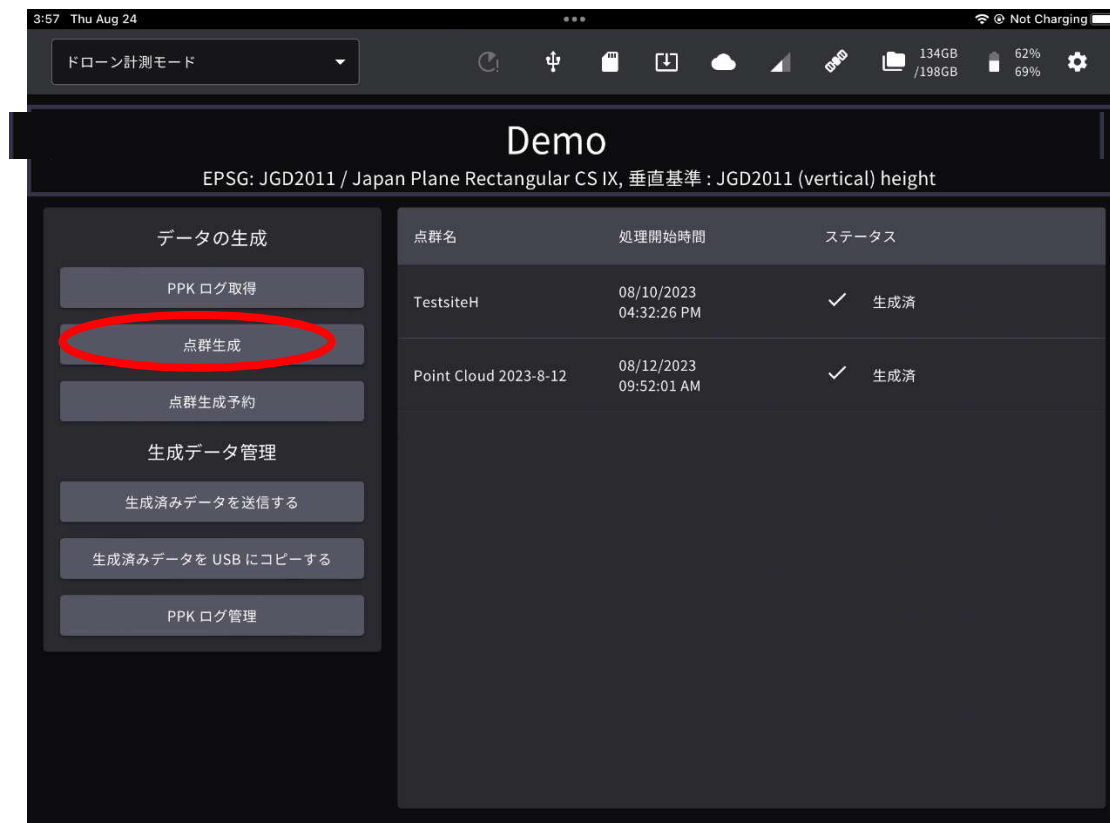 3:57 Thu Aug 24
Not Charging
ドローン計測モード
134GB
/198GB
62%
69%
Demo
EPSG: JGD2011 / Japan Plane Rectangular CS IX, 垂直基準 : JGD2011 (vertical) height
データの生成
PPK ログ取得
点群生成
点群生成予約
生成データ管理
生成済みデータを送信する
生成済みデータを USB にコピーする
PPK ログ管理
点群名 処理開始時間 ステータス
TestsiteH 08/10/2023
04:32:26 PM 生成済
Point Cloud 2023-8-12 08/12/2023
09:52:01 AM 生成済